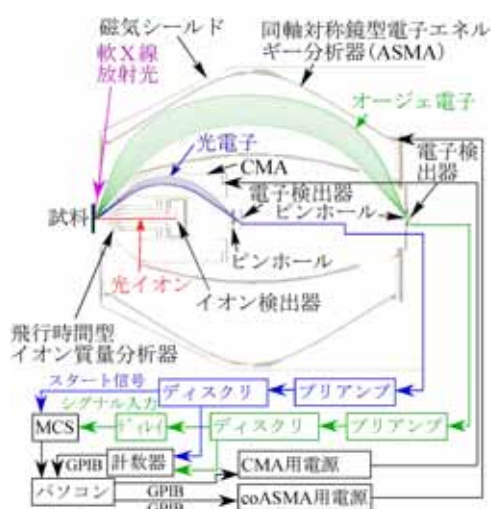 磁気シールド
同軸対称鏡型電子エネル
ギー分析器(ASMA)
軟X線
放射光
オージェ電子
光電子
CMA
電子検出器
電子検
出器
ピンホール
試料
ピンホール
光イオン
イオン検出器
飛行時間型
イオン質量分析器
スタート信号
ディスクリ
プリアンプ
シグナル入力
MCS
ディレイ
ディスクリ
プリアンプ
GPIB
計数器
CMA用電源
パソコン
GPIB
coASMA用電源
GPIB